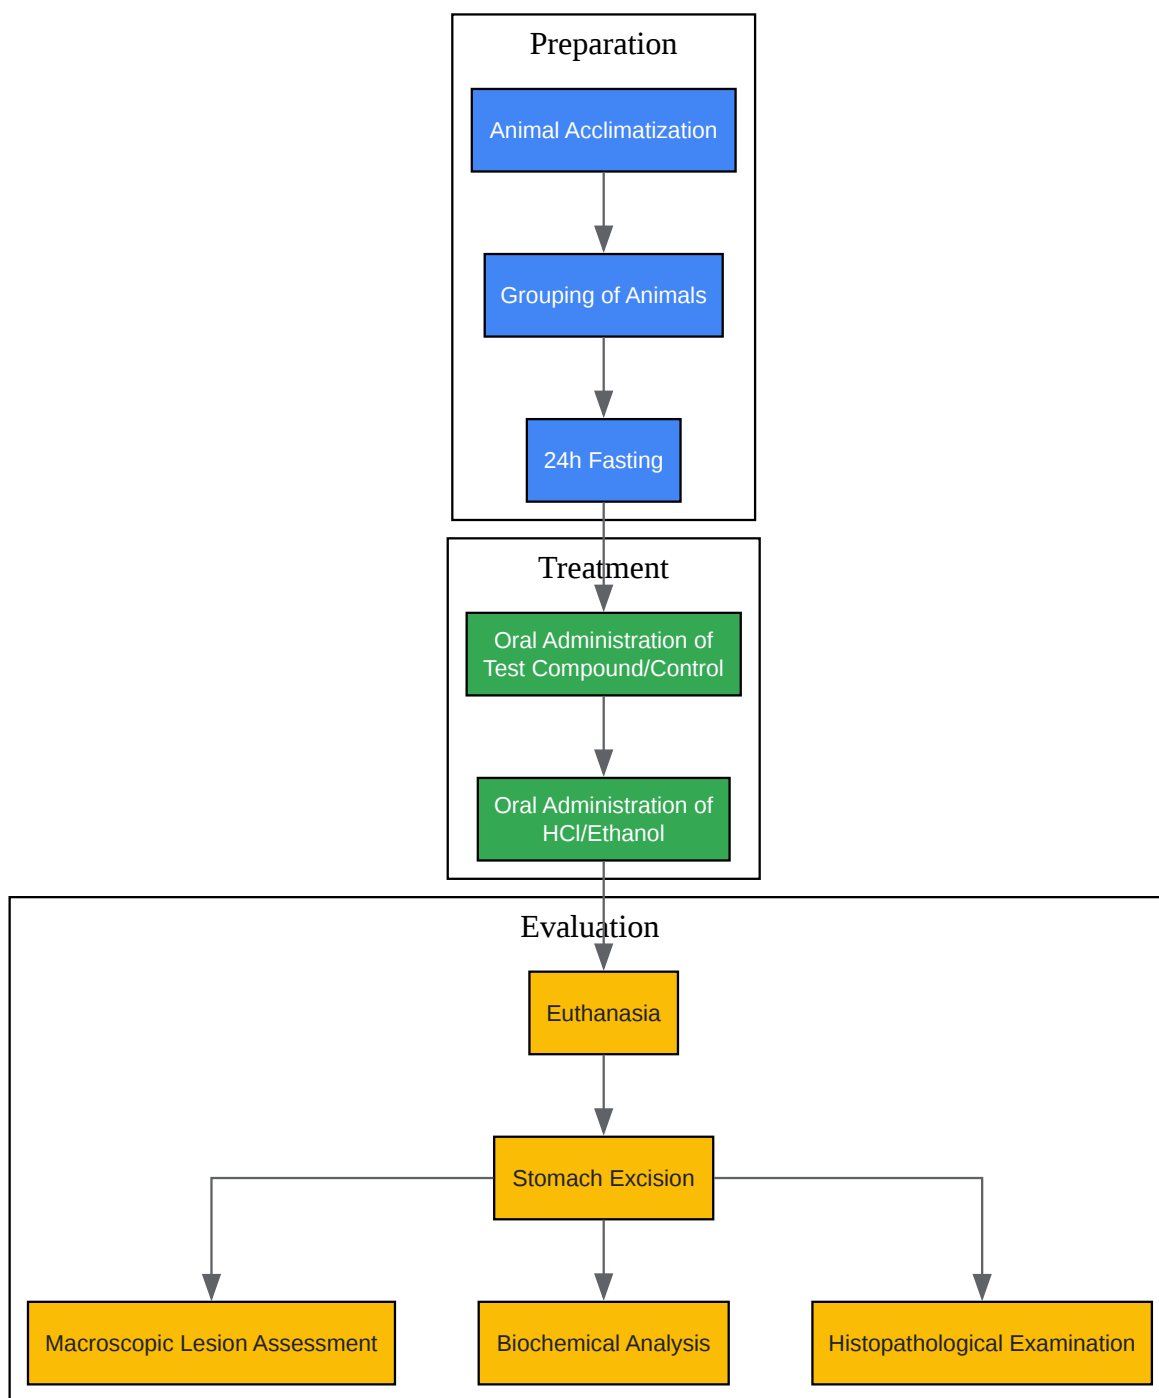 Preparation
Animal Acclimatization
Grouping of Animals
24h Fasting
Treatment
Oral Administration of
Test Compound/Control
Oral Administration of
HCl/Ethanol
Evaluation
Euthanasia
Stomach Excision
Macroscopic Lesion Assessment
Biochemical Analysis
Histopathological Examination